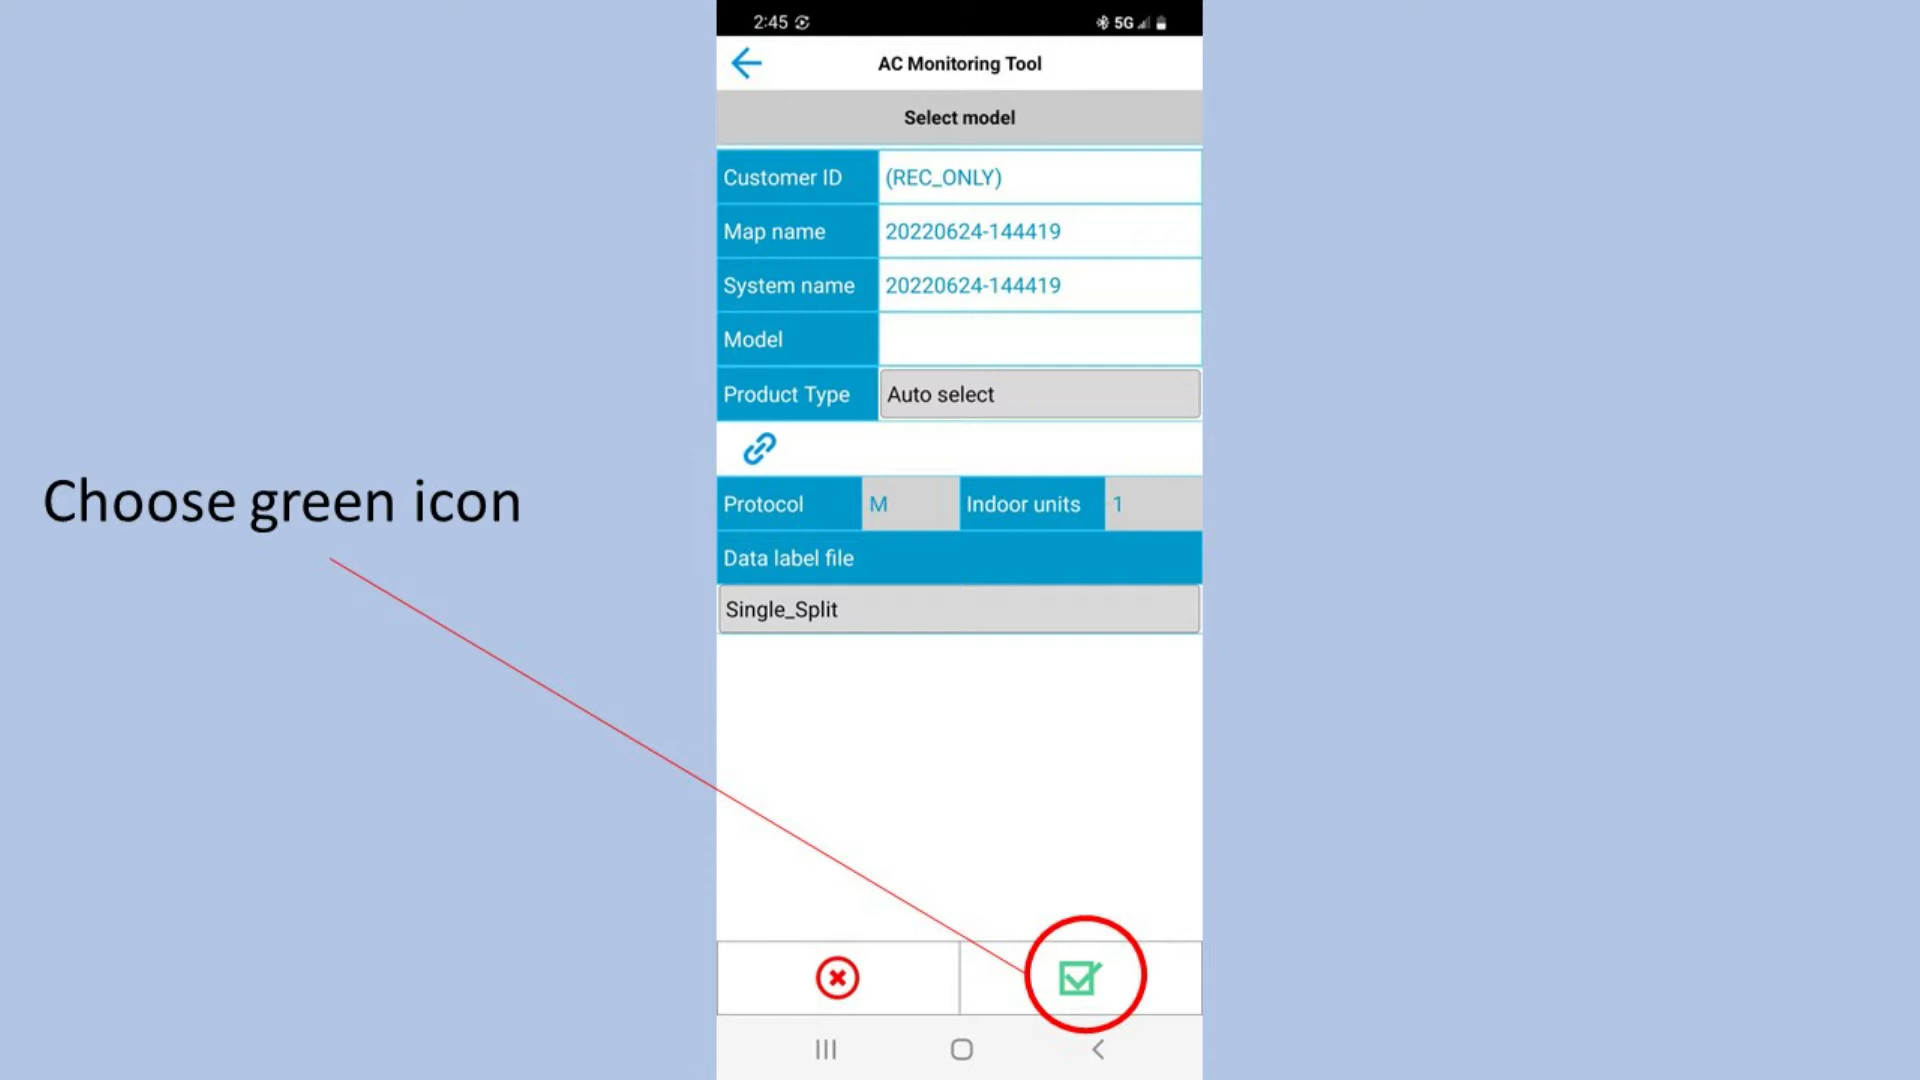 2:45
5G
AC Monitoring Tool
Select model
Customer ID (REC_ONLY)
Map name 20220624-144419
System name 20220624-144419
Model
Product Type Auto select
Choose green icon
Protocol M Indoor units 1
Data label file
Single_Split